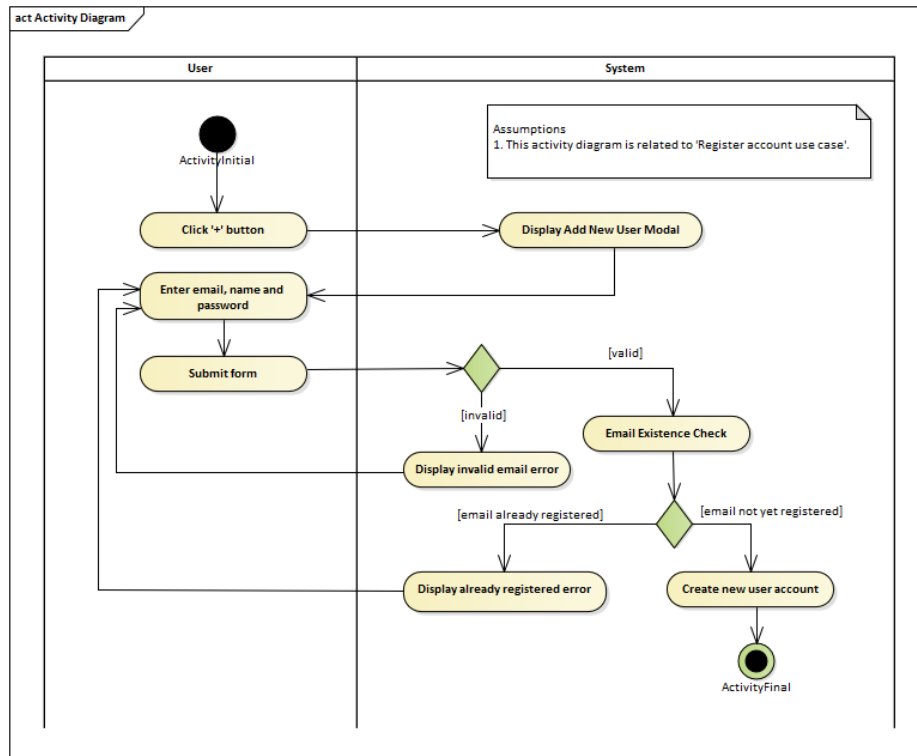 act Activity Diagram
User
System
Assumptions
1. This activity diagram is related to 'Register account use case'.
ActivityInitial
Click '+' button
Display Add New User Modal
Enter email, name and
password
[valid]
Submit form
[invalid]
Email Existence Check
Display invalid email error
[email already registered]
[email not yet registered]
Display already registered error
Create new user account
ActivityFinal